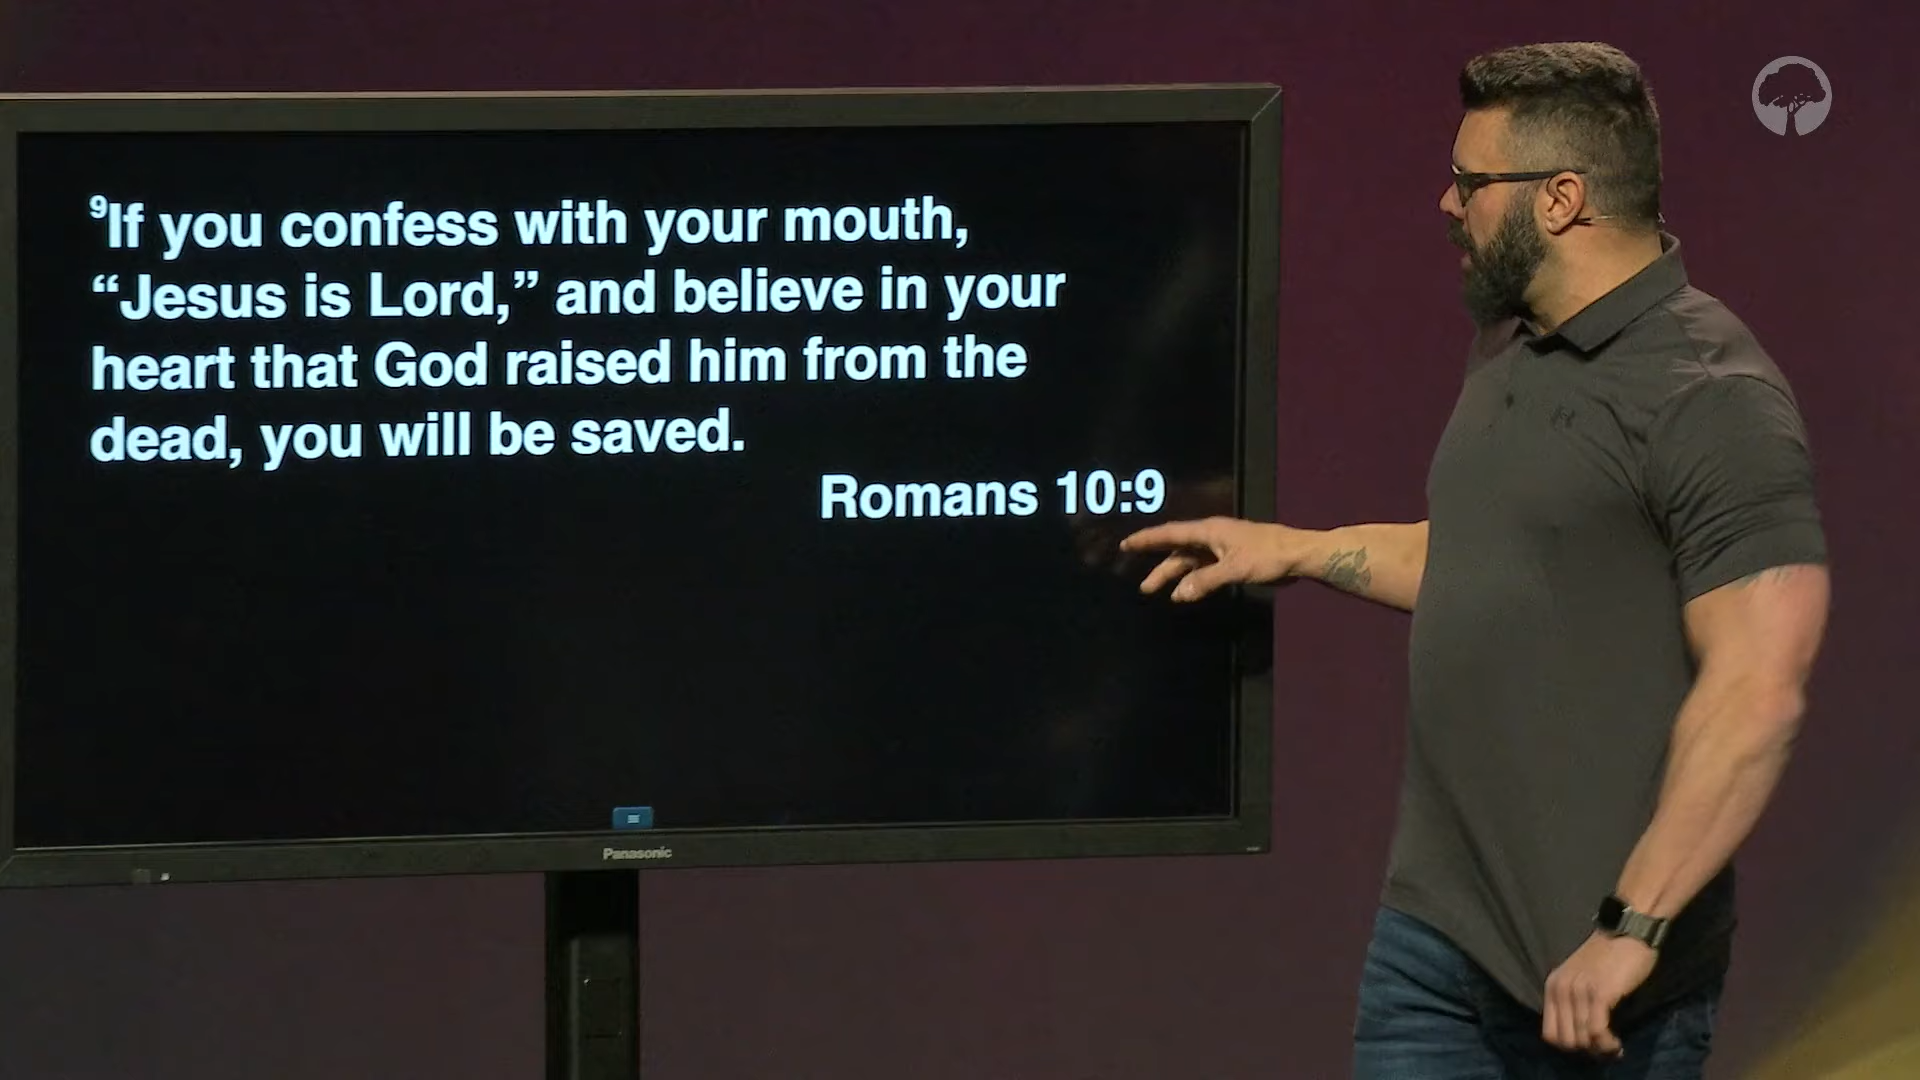 ⁹If you confess with your mouth,
“Jesus is Lord,” and believe in your
heart that God raised him from the
dead, you will be saved.
Romans 10:9
Panasonic